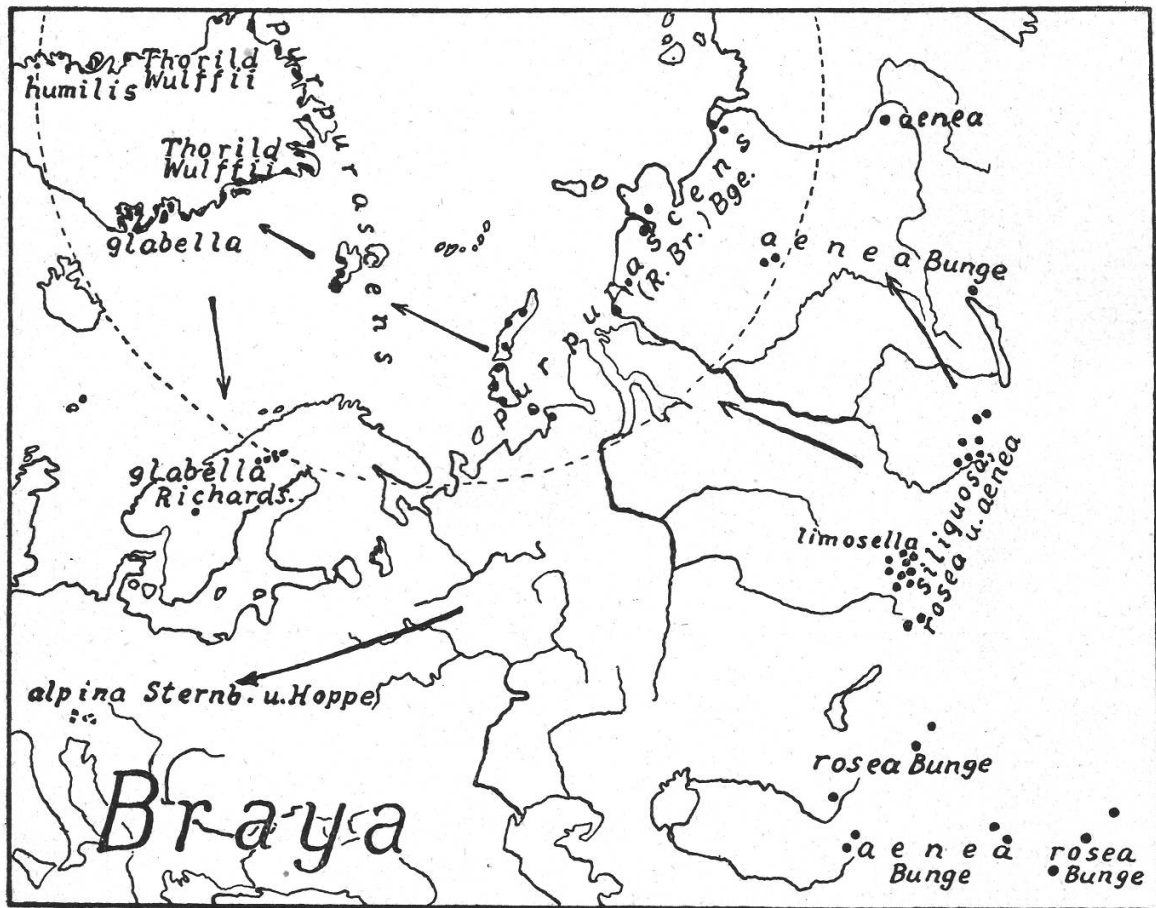 Thorild
Wulffii
humilis
purpurascens
Thorild
Wulffii
glabella
aenea
purpurascens
(R. Br.) Bge.
aenea Bunge
glabella
Richards.
limosella
siliquosa,
rosea u. aenea
alpina Sternb. u. Hoppe
rosea Bunge
Braya
aenea
Bunge
rosea
Bunge